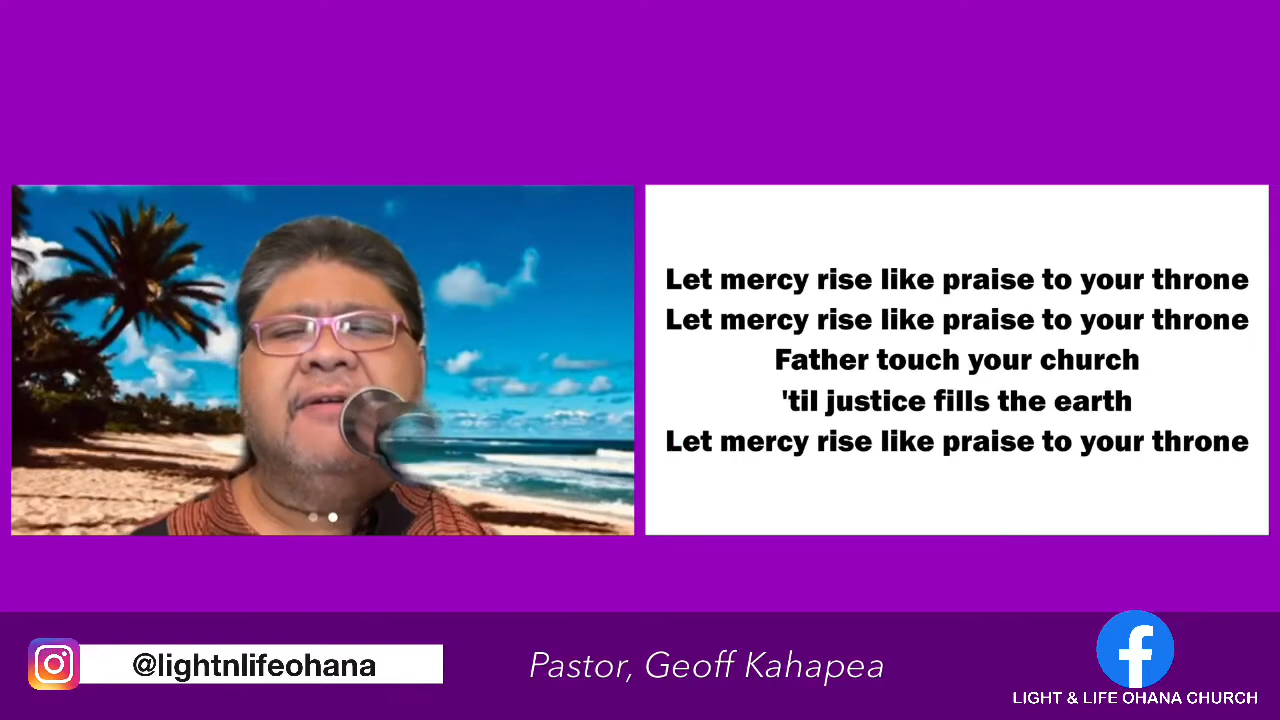 Let mercy rise like praise to your throne
Let mercy rise like praise to your throne
Father touch your church
'til justice fills the earth
Let mercy rise like praise to your throne
@lightnlifeohana
Pastor, Geoff Kahapea
LIGHT & LIFE OHANA CHURCH